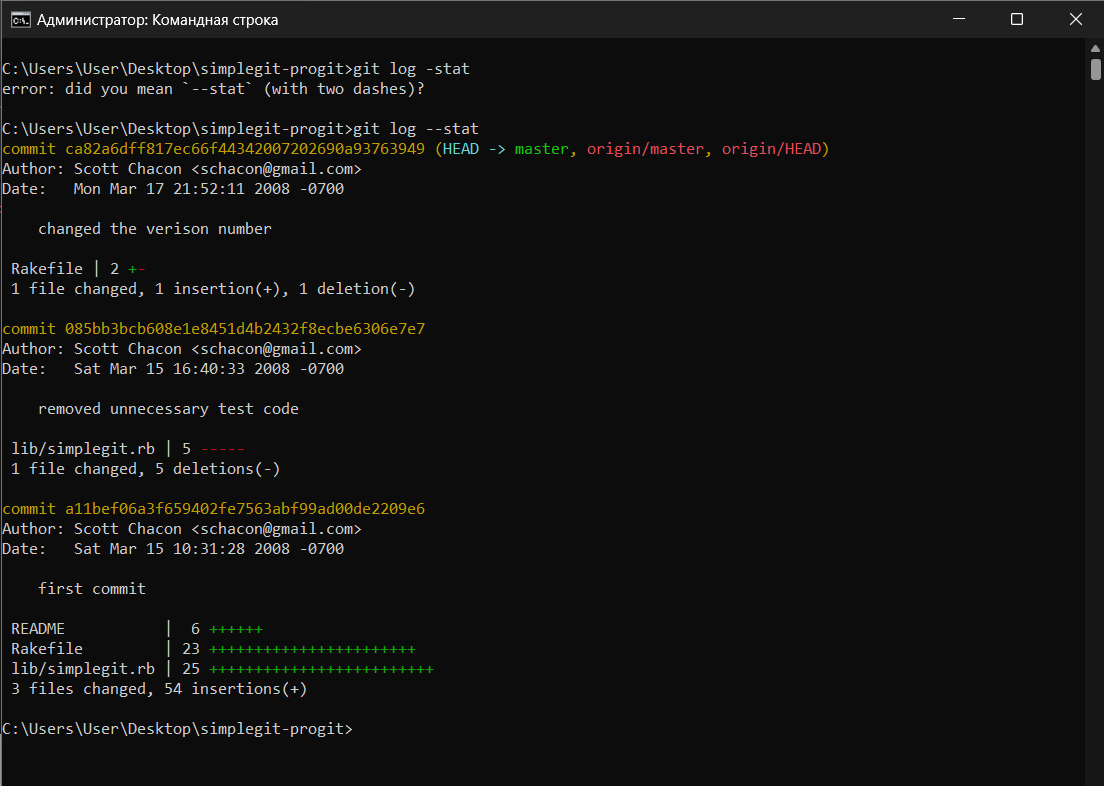 Администратор: Командная строка
C:\Users\User\Desktop\simplegit-progit>git log -stat
error: did you mean `--stat` (with two dashes)?
C:\Users\User\Desktop\simplegit-progit>git log --stat
commit ca82a6dff817ec66f44342007202690a93763949 (HEAD -> master, origin/master, origin/HEAD)
Author: Scott Chacon <schacon@gmail.com>
Date:   Mon Mar 17 21:52:11 2008 -0700
    changed the verison number
 Rakefile | 2 +-
 1 file changed, 1 insertion(+), 1 deletion(-)
commit 085bb3bcb608e1e8451d4b2432f8ecbe6306e7e7
Author: Scott Chacon <schacon@gmail.com>
Date:   Sat Mar 15 16:40:33 2008 -0700
    removed unnecessary test code
 lib/simplegit.rb | 5 -----
 1 file changed, 5 deletions(-)
commit a11bef06a3f659402fe7563abf99ad00de2209e6
Author: Scott Chacon <schacon@gmail.com>
Date:   Sat Mar 15 10:31:28 2008 -0700
    first commit
 README           |  6 ++++++
 Rakefile         | 23 +++++++++++++++++++++++
 lib/simplegit.rb | 25 +++++++++++++++++++++++++
 3 files changed, 54 insertions(+)
C:\Users\User\Desktop\simplegit-progit>